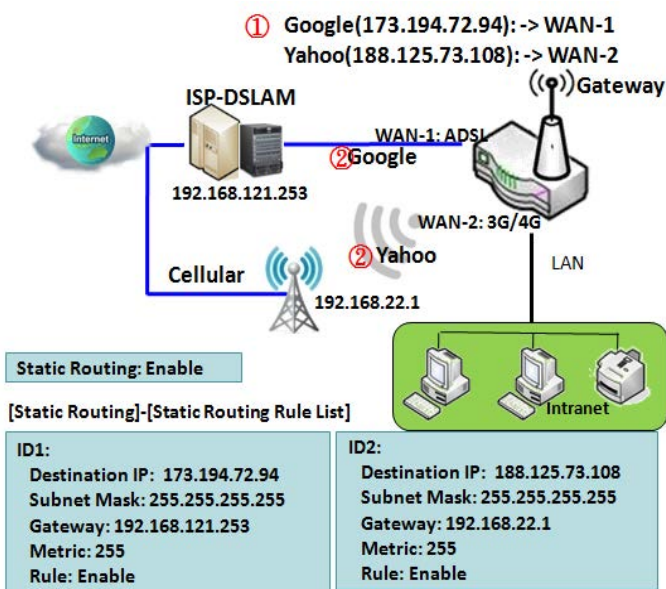 ① Google(173.194.72.94): -> WAN-1
Yahoo(188.125.73.108): -> WAN-2
Gateway
ISP-DSLAM
Internet
WAN-1: ADSL
②Google
192.168.121.253
WAN-2: 3G/4G
② Yahoo
LAN
Cellular
192.168.22.1
Static Routing: Enable
Intranet
[Static Routing]-[Static Routing Rule List]
ID1:
Destination IP: 173.194.72.94
Subnet Mask: 255.255.255.255
Gateway: 192.168.121.253
Metric: 255
Rule: Enable
ID2:
Destination IP: 188.125.73.108
Subnet Mask: 255.255.255.255
Gateway: 192.168.22.1
Metric: 255
Rule: Enable